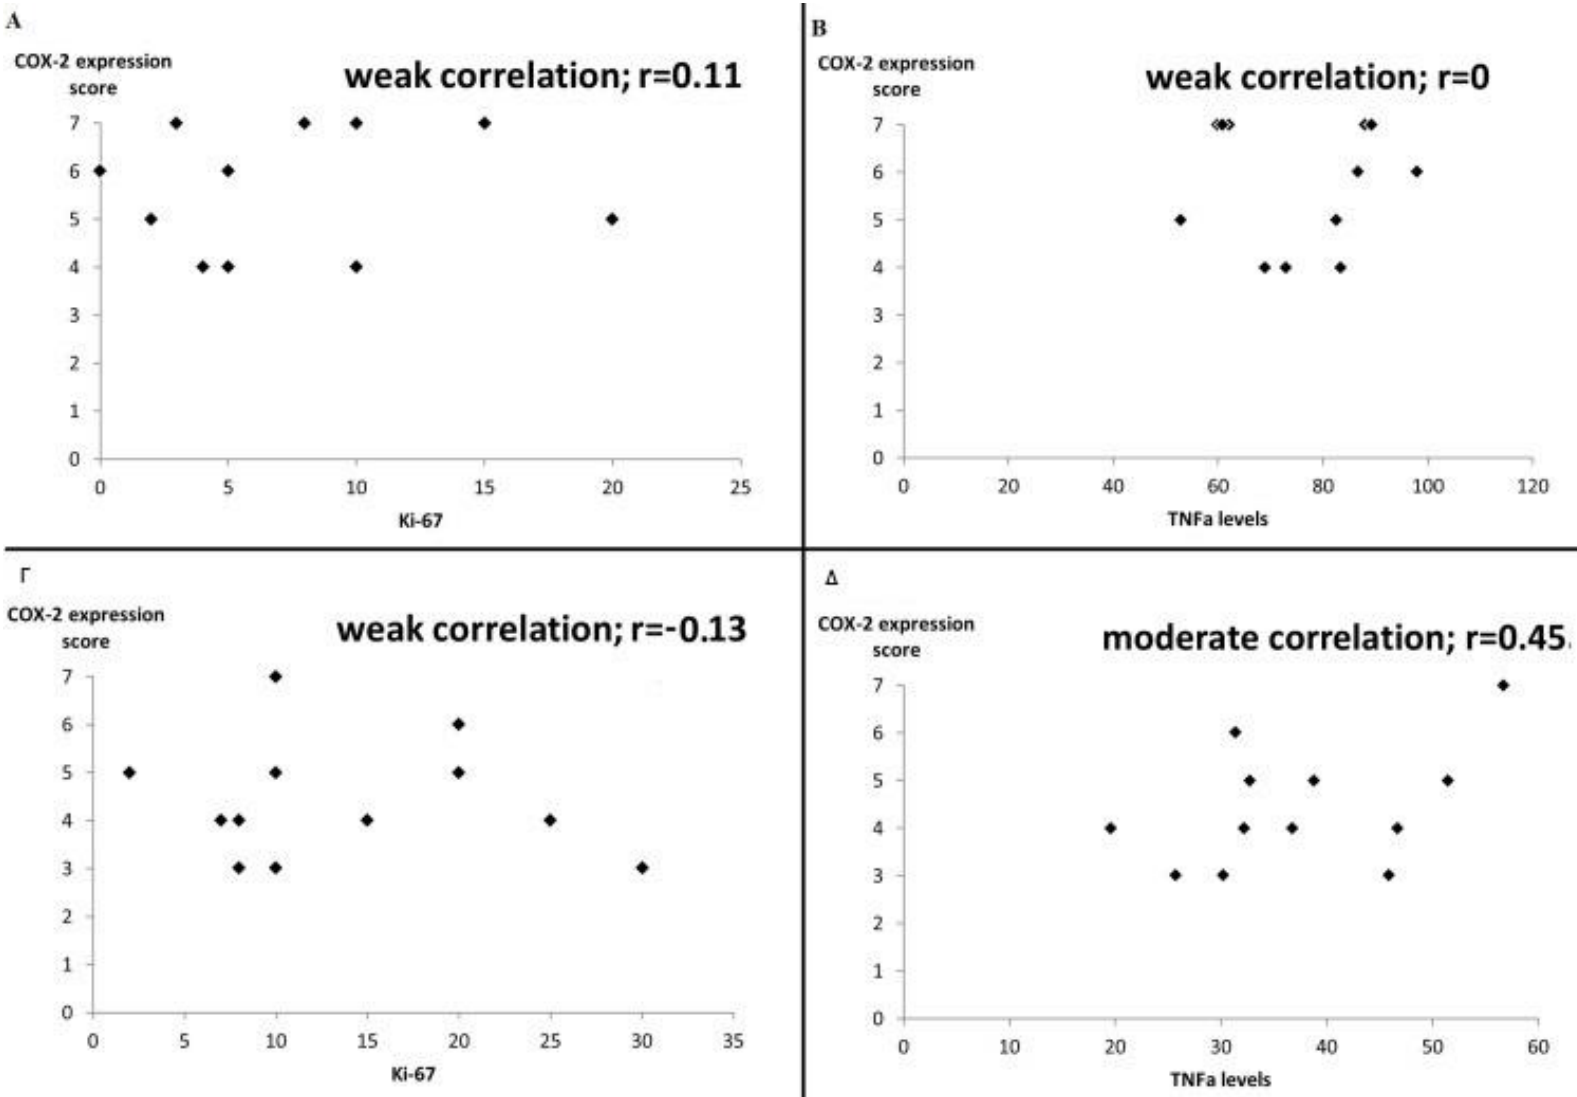 A
COX-2 expression
score
weak correlation; r=0.11
7
6
5
4
3
2
1
0
0 5 10 15 20 25
Ki-67
B
COX-2 expression
score
weak correlation; r=0
7
6
5
4
3
2
1
0
0 20 40 60 80 100 120
TNFa levels
Γ
COX-2 expression
score
weak correlation; r=-0.13
7
6
5
4
3
2
1
0
0 5 10 15 20 25 30 35
Ki-67
Δ
COX-2 expression
score
moderate correlation; r=0.45.
7
6
5
4
3
2
1
0
0 10 20 30 40 50 60
TNFa levels